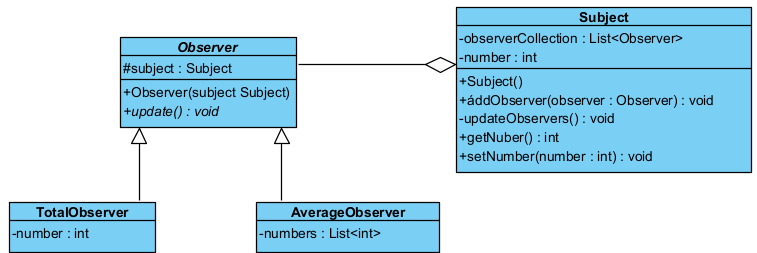 Observer
#subject : Subject
+Observer(subject Subject)
+update() : void
Subject
-observerCollection : List<Observer>
-number : int
+Subject()
+áddObserver(observer : Observer) : void
-updateObservers() : void
+getNuber() : int
+setNumber(number : int) : void
TotalObserver
-number : int
AverageObserver
-numbers : List<int>